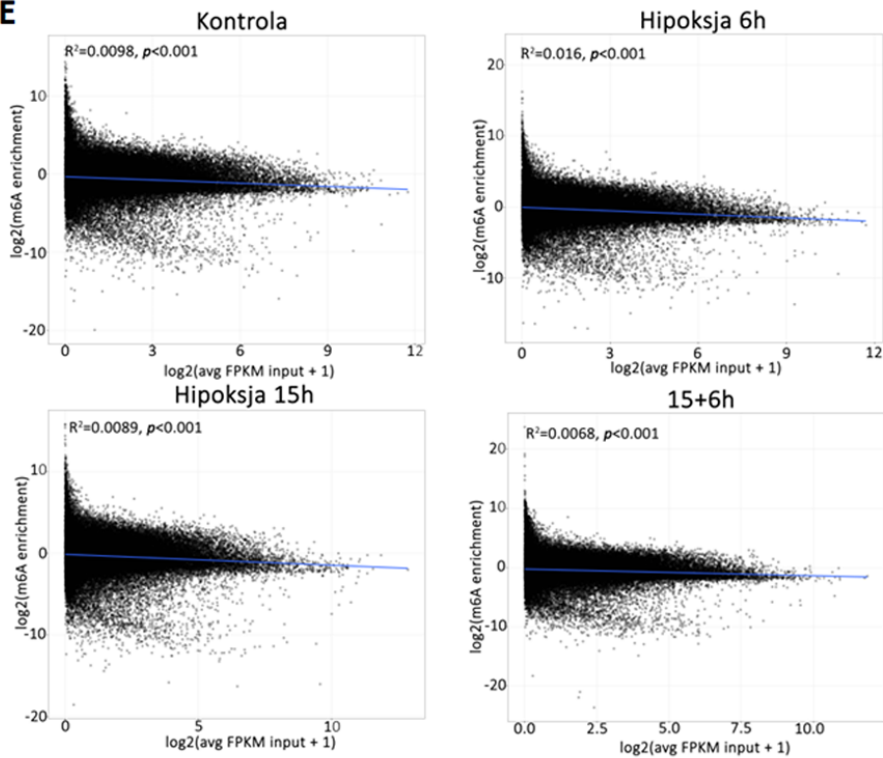 E
Kontrola
R²=0.0098, p<0.001
10
0
-10
-20
log2(m6A enrichment)
0 3 6 9 12
log2(avg FPKM input + 1)
Hipoksja 6h
R²=0.016, p<0.001
20
10
0
-10
log2(m6A enrichment)
0 3 6 9 12
log2(avg FPKM input + 1)
Hipoksja 15h
R²=0.0089, p<0.001
10
0
-10
-20
log2(m6A enrichment)
0 5 10
log2(avg FPKM input + 1)
15+6h
R²=0.0068, p<0.001
20
10
0
-10
-20
log2(m6A enrichment)
0.0 2.5 5.0 7.5 10.0
log2(avg FPKM input + 1)